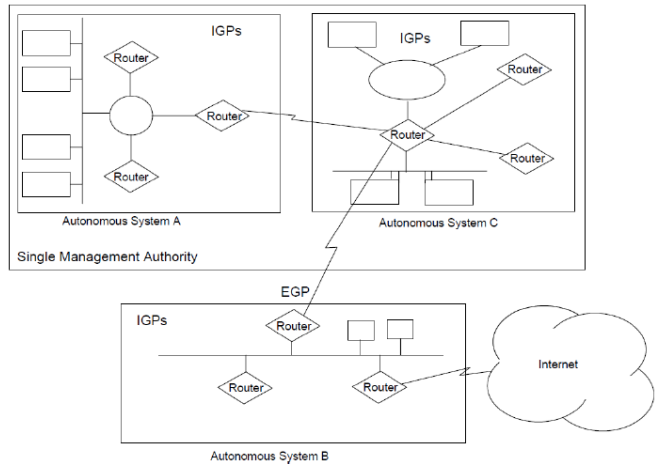 IGPs
Router
Router
Router
Autonomous System A
IGPs
Router
Router
Router
Autonomous System C
Single Management Authority
EGP
IGPs
Router
Router
Router
Internet
Autonomous System B